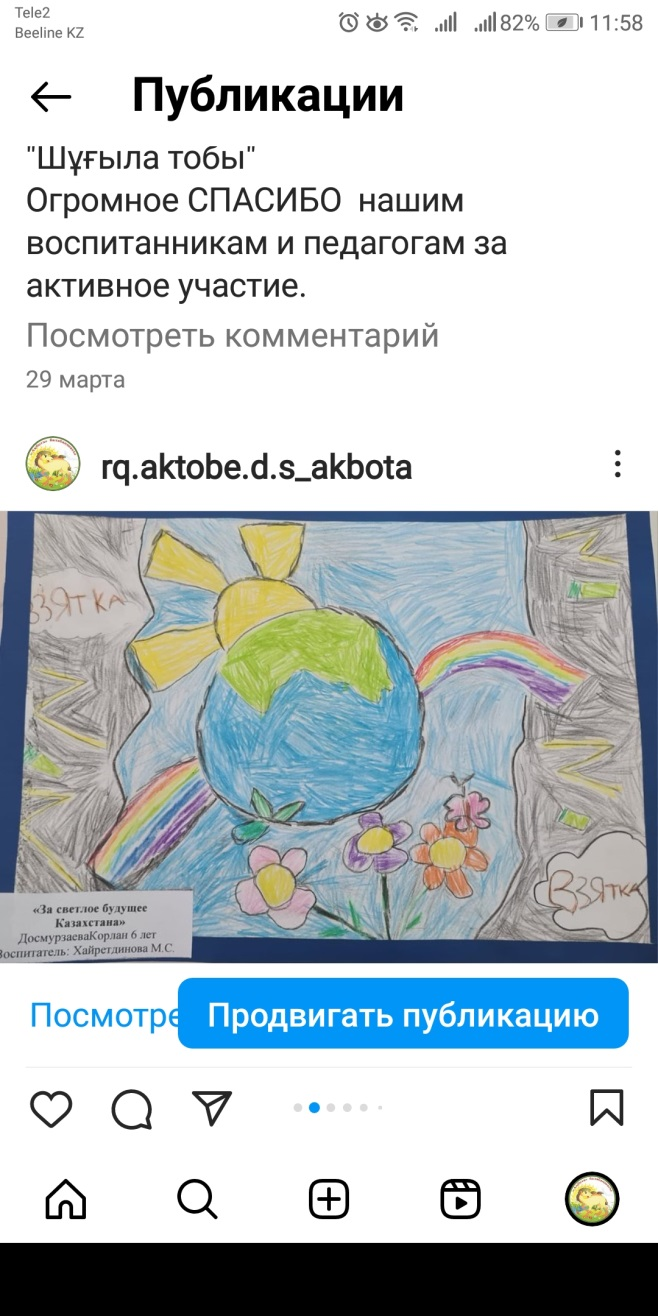 Tele2
Beeline KZ
82%
11:58
Публикации
"Шұғыла тобы"
Огромное СПАСИБО нашим
воспитанникам и педагогам за
активное участие.
Посмотреть комментарий
29 марта
rq.aktobe.d.s_akbota
ВЗЯТКА
ВЗЯТКА
«За светлое будущее
Казахстана»
ДосмурзаеваКорлан 6 лет
Воспитатель: Хайретдинова М.С.
Посмотре
Продвигать публикацию